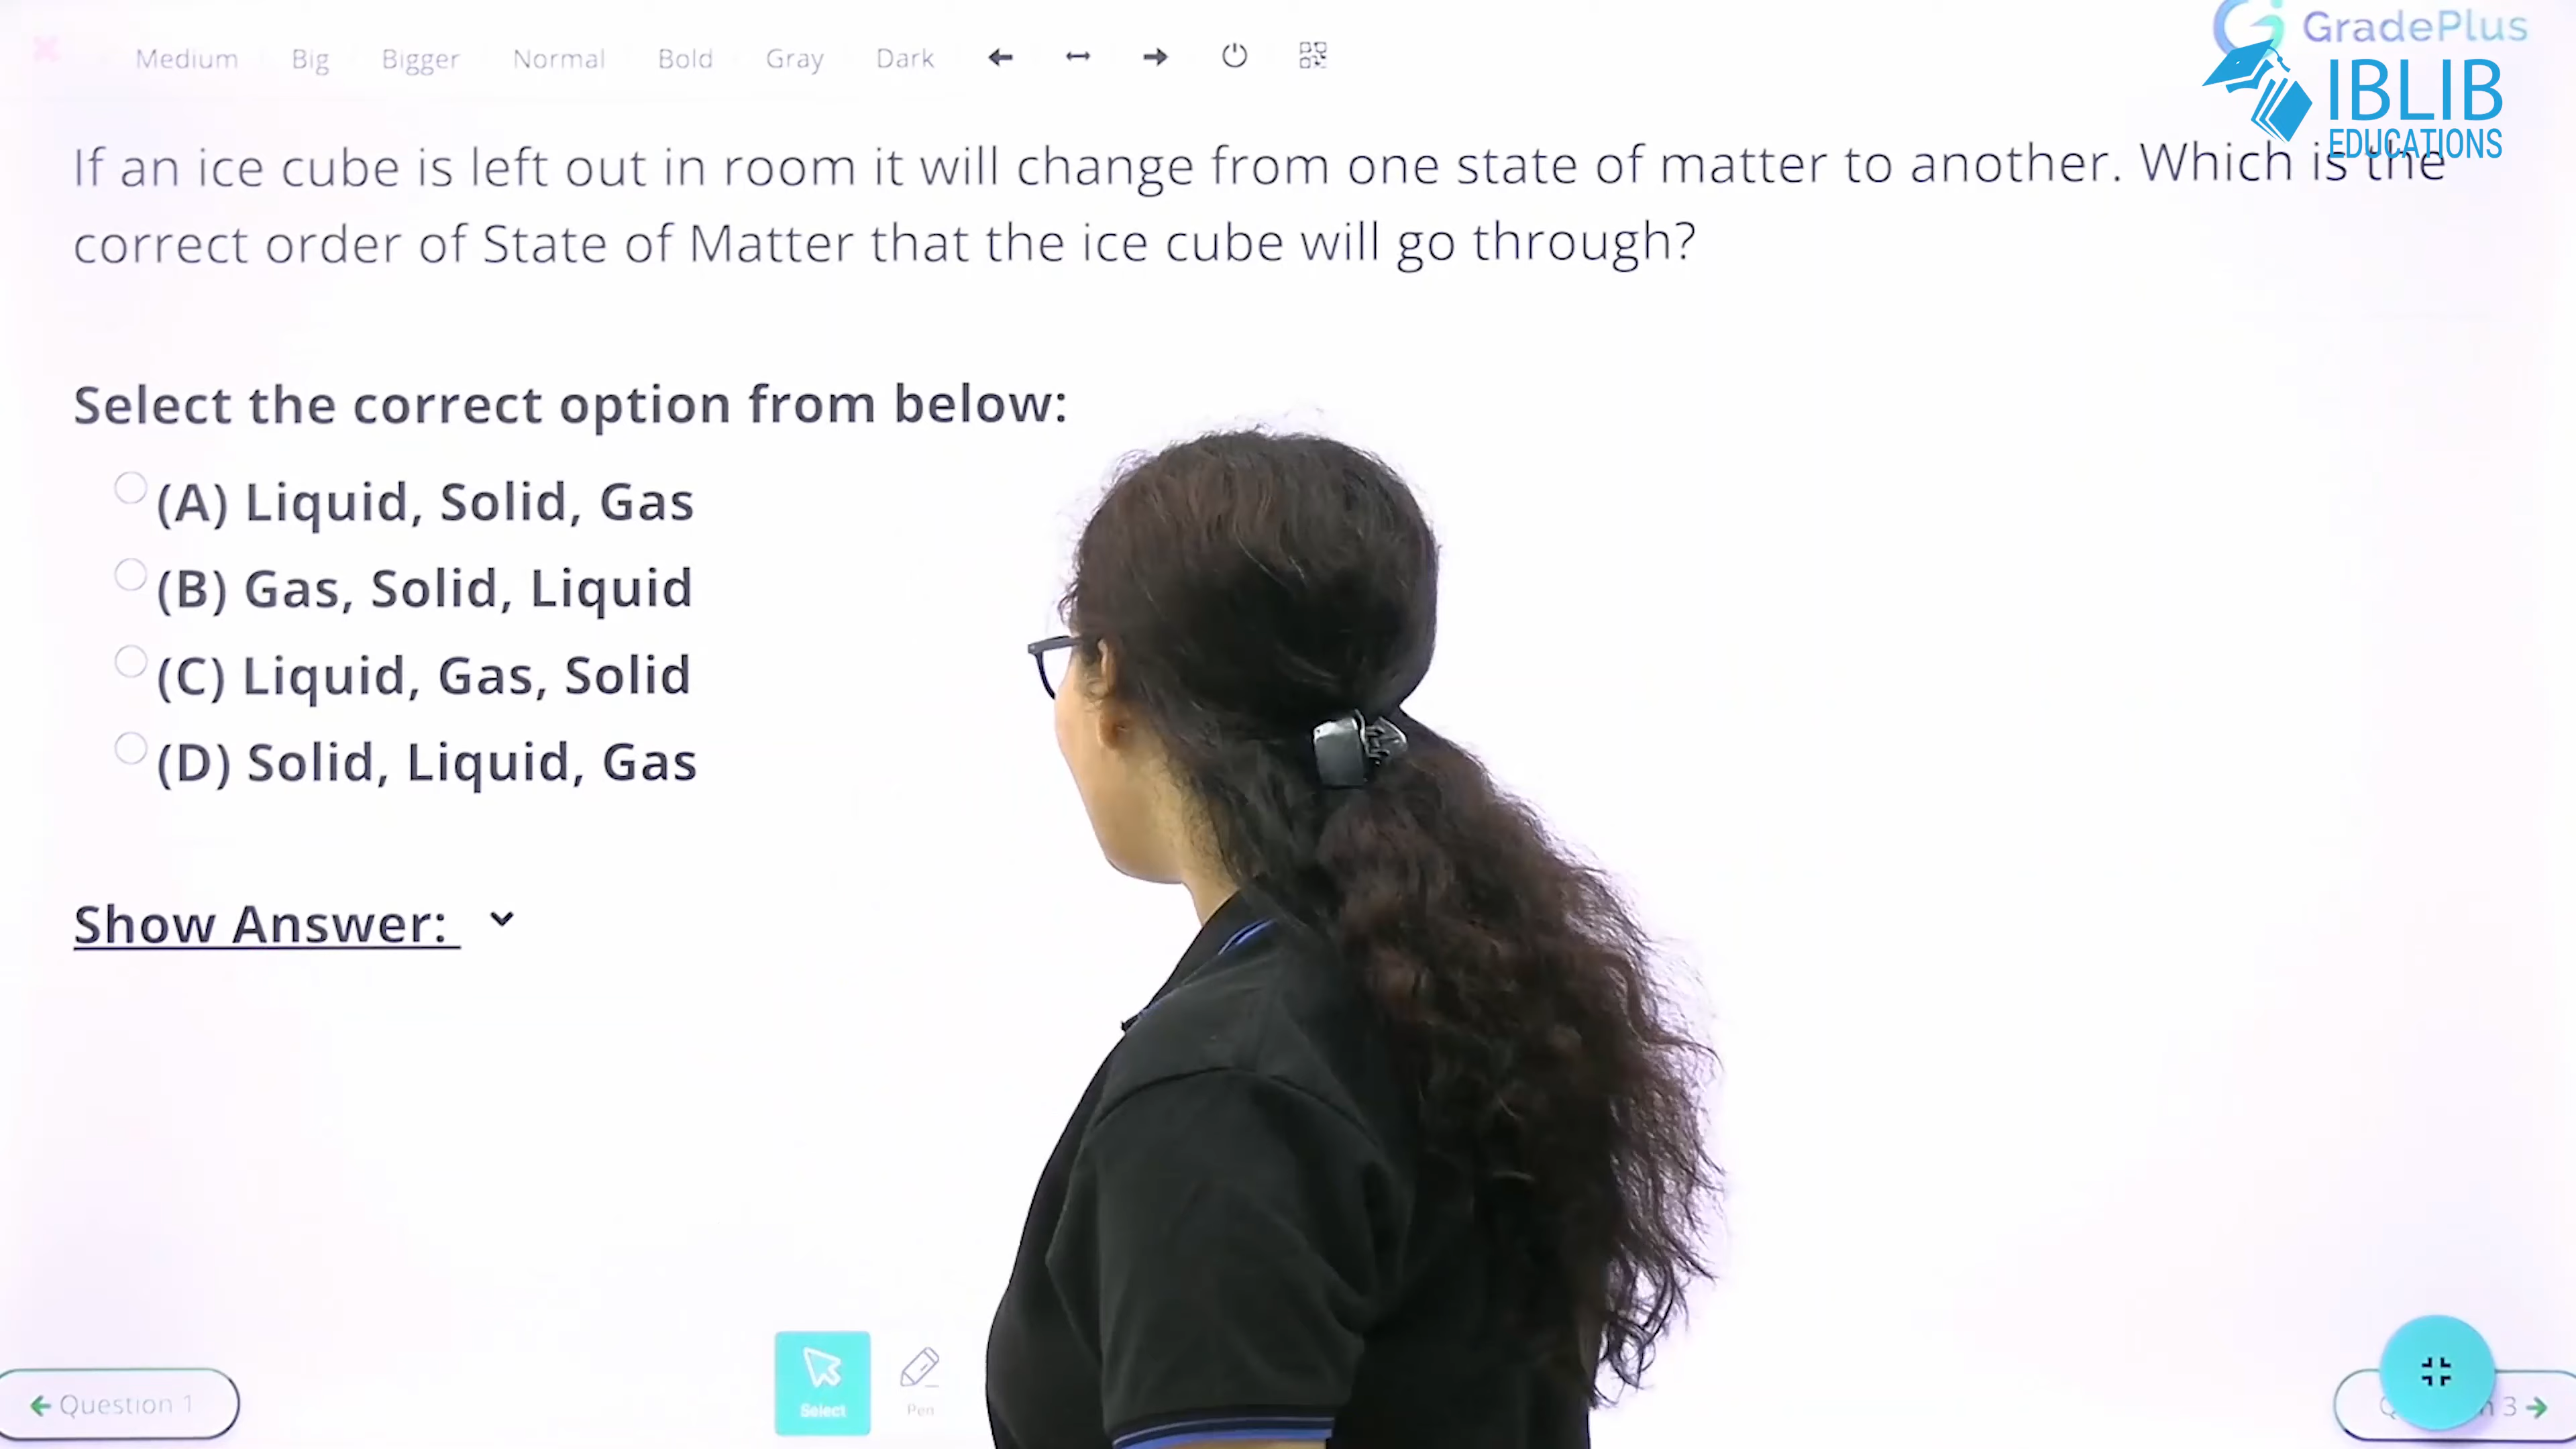 Medium Big Bigger Normal Bold Gray Dark
GradePlus
IBLIB
EDUCATIONS
If an ice cube is left out in room it will change from one state of matter to another. Which is the
correct order of State of Matter that the ice cube will go through?
Select the correct option from below:
(A) Liquid, Solid, Gas
(B) Gas, Solid, Liquid
(C) Liquid, Gas, Solid
(D) Solid, Liquid, Gas
Show Answer:
Question 1
Select
Pen
3